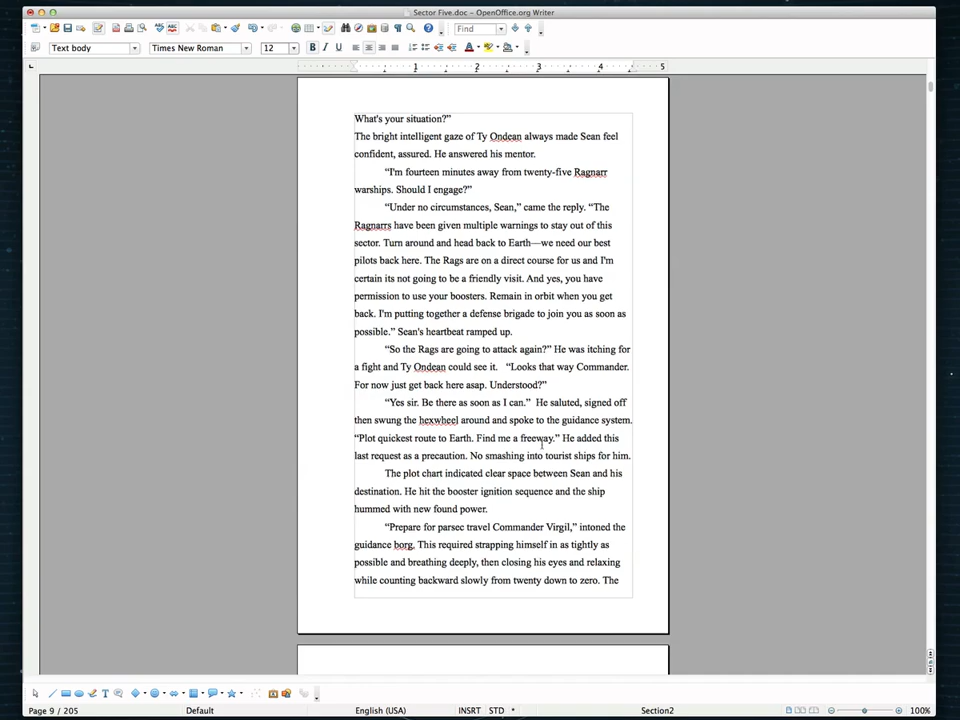 Sector Five.doc - OpenOffice.org Writer
Find
Text body
Times New Roman
12
1 2 3 4 5
What's your situation?”
The bright intelligent gaze of Ty Ondean always made Sean feel
confident, assured. He answered his mentor.
“I'm fourteen minutes away from twenty-five Ragnarr
warships. Should I engage?”
“Under no circumstances, Sean,” came the reply. “The
Ragnarrs have been given multiple warnings to stay out of this
sector. Turn around and head back to Earth—we need our best
pilots back here. The Rags are on a direct course for us and I'm
certain its not going to be a friendly visit. And yes, you have
permission to use your boosters. Remain in orbit when you get
back. I'm putting together a defense brigade to join you as soon as
possible.” Sean's heartbeat ramped up.
“So the Rags are going to attack again?” He was itching for
a fight and Ty Ondean could see it. “Looks that way Commander.
For now just get back here asap. Understood?”
“Yes sir. Be there as soon as I can.” He saluted, signed off
then swung the hexwheel around and spoke to the guidance system.
“Plot quickest route to Earth. Find me a freeway.” He added this
last request as a precaution. No smashing into tourist ships for him.
The plot chart indicated clear space between Sean and his
destination. He hit the booster ignition sequence and the ship
hummed with new found power.
“Prepare for parsec travel Commander Virgil,” intoned the
guidance borg. This required strapping himself in as tightly as
possible and breathing deeply, then closing his eyes and relaxing
while counting backward slowly from twenty down to zero. The
Page 9 / 205
Default
English (USA)
INSRT
STD
*
Section2
100%